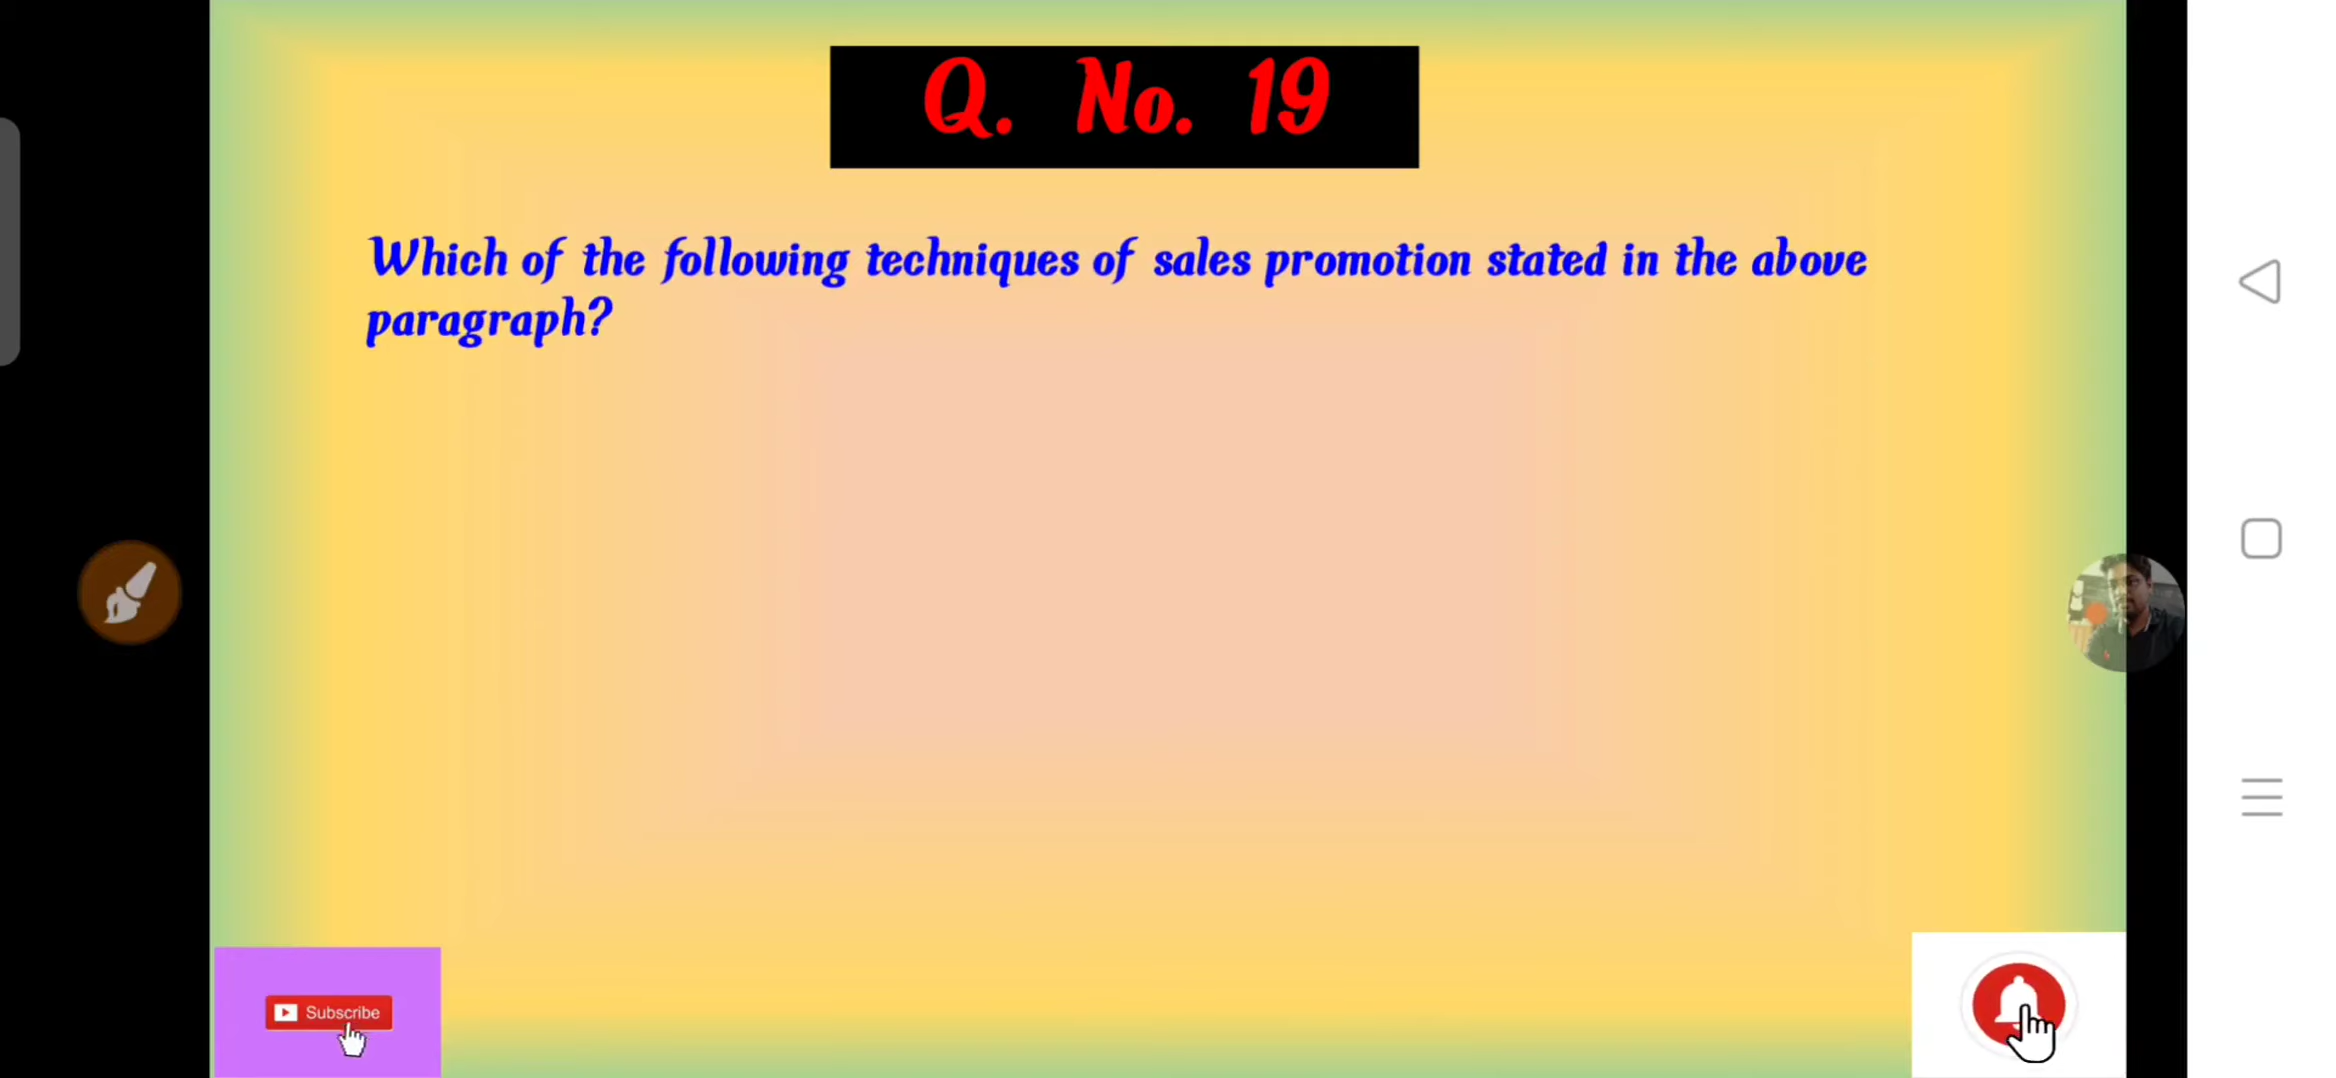 Q. No. 19
Which of the following techniques of sales promotion stated in the above
paragraph?
Subscribe